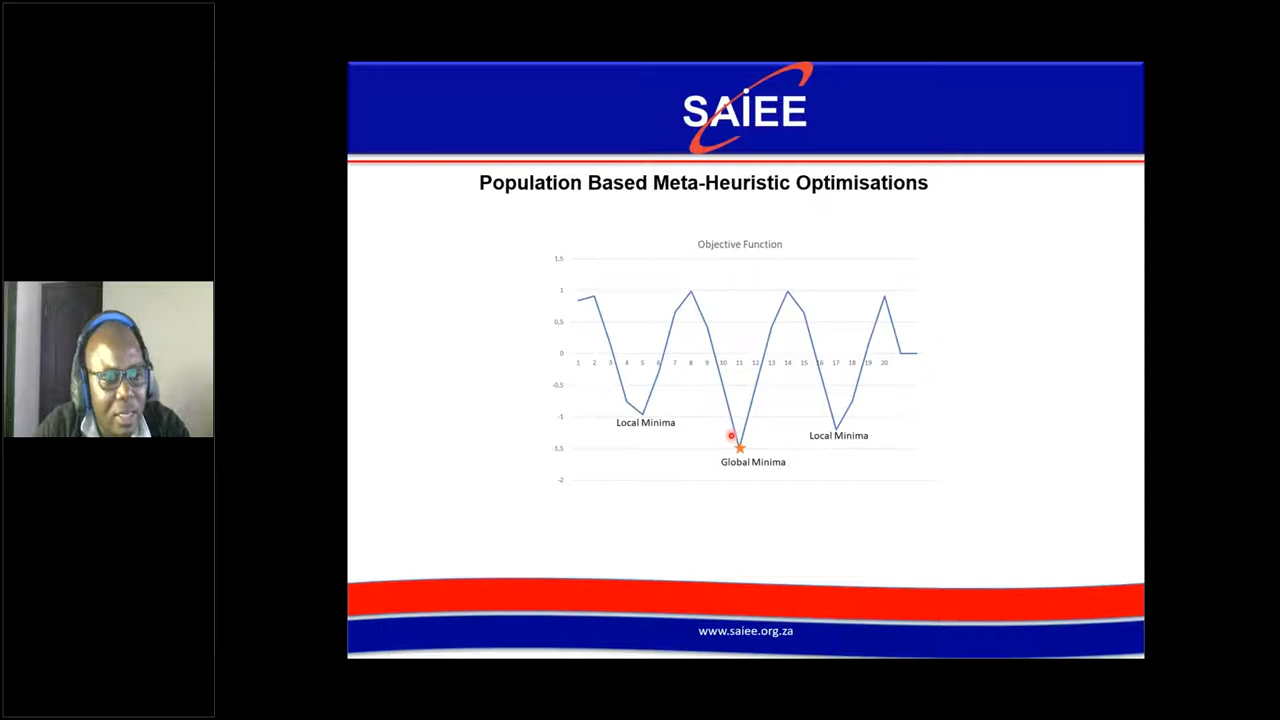 SAiEE
Population Based Meta-Heuristic Optimisations
Objective Function
1,5
1
0,5
0
1 2 3 4 5 6 7 8 9 10 11 12 13 14 15 16 17 18 19 20
-0,5
-1
Local Minima
Local Minima
-1,5
Global Minima
-2
www.saiee.org.za